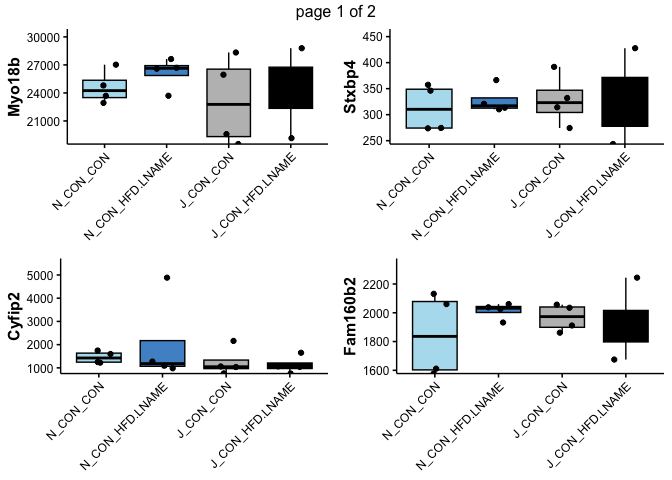 page 1 of 2
Myo18b
30000
27000
24000
21000
N_CON_CON
N_CON_HFD.LNAME
J_CON_CON
J_CON_HFD.LNAME
Stxbp4
450
400
350
300
250
N_CON_CON
N_CON_HFD.LNAME
J_CON_CON
J_CON_HFD.LNAME
Cyfip2
5000
4000
3000
2000
1000
N_CON_CON
N_CON_HFD.LNAME
J_CON_CON
J_CON_HFD.LNAME
Fam160b2
2200
2000
1800
1600
N_CON_CON
N_CON_HFD.LNAME
J_CON_CON
J_CON_HFD.LNAME